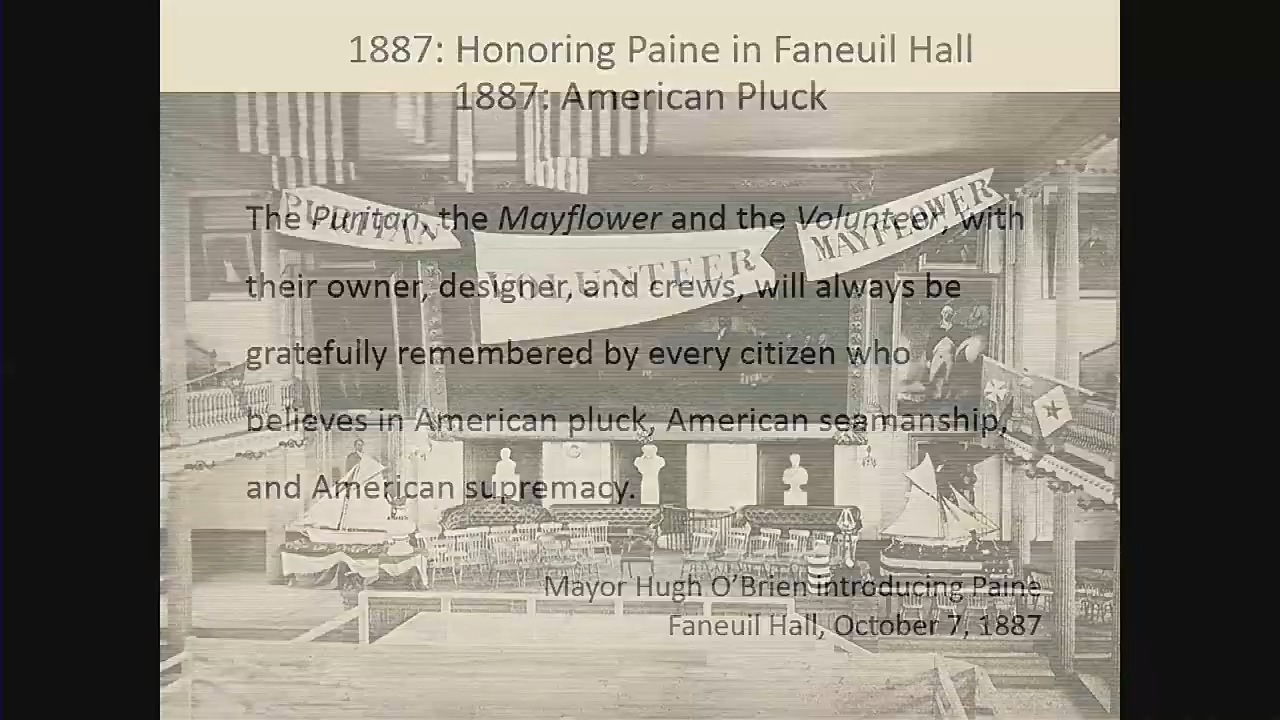 1887: Honoring Paine in Faneuil Hall
1887: American Pluck
PURITAN
VOLUNTEER
MAYFLOWER
The Puritan, the Mayflower and the Volunteer, with
their owner, designer, and crews, will always be
gratefully remembered by every citizen who
believes in American pluck, American seamanship,
and American supremacy.
Mayor Hugh O’Brien introducing Paine
Faneuil Hall, October 7, 1887